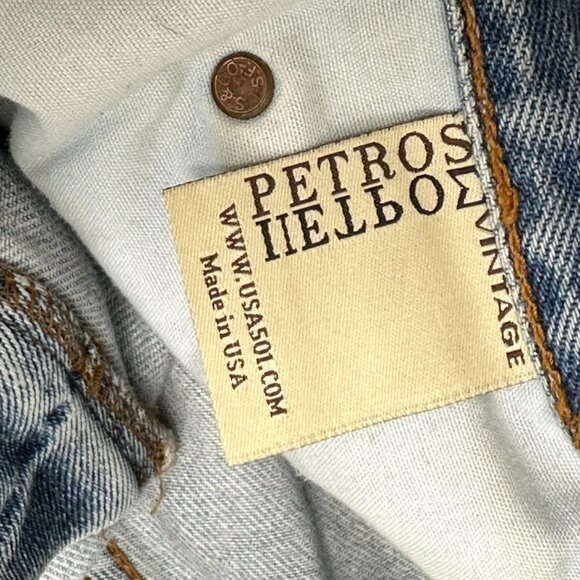 PETROS
ΠΕΤΡΟΣ
VINTAGE
WWW.USA501.COM
Made in USA